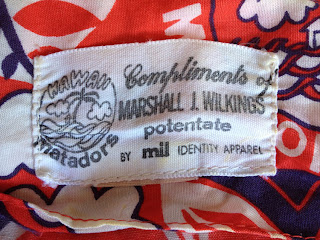 HAWAII
matadors
Compliments of
MARSHALL J. WILKINGS
potentate
BY mil IDENTITY APPAREL